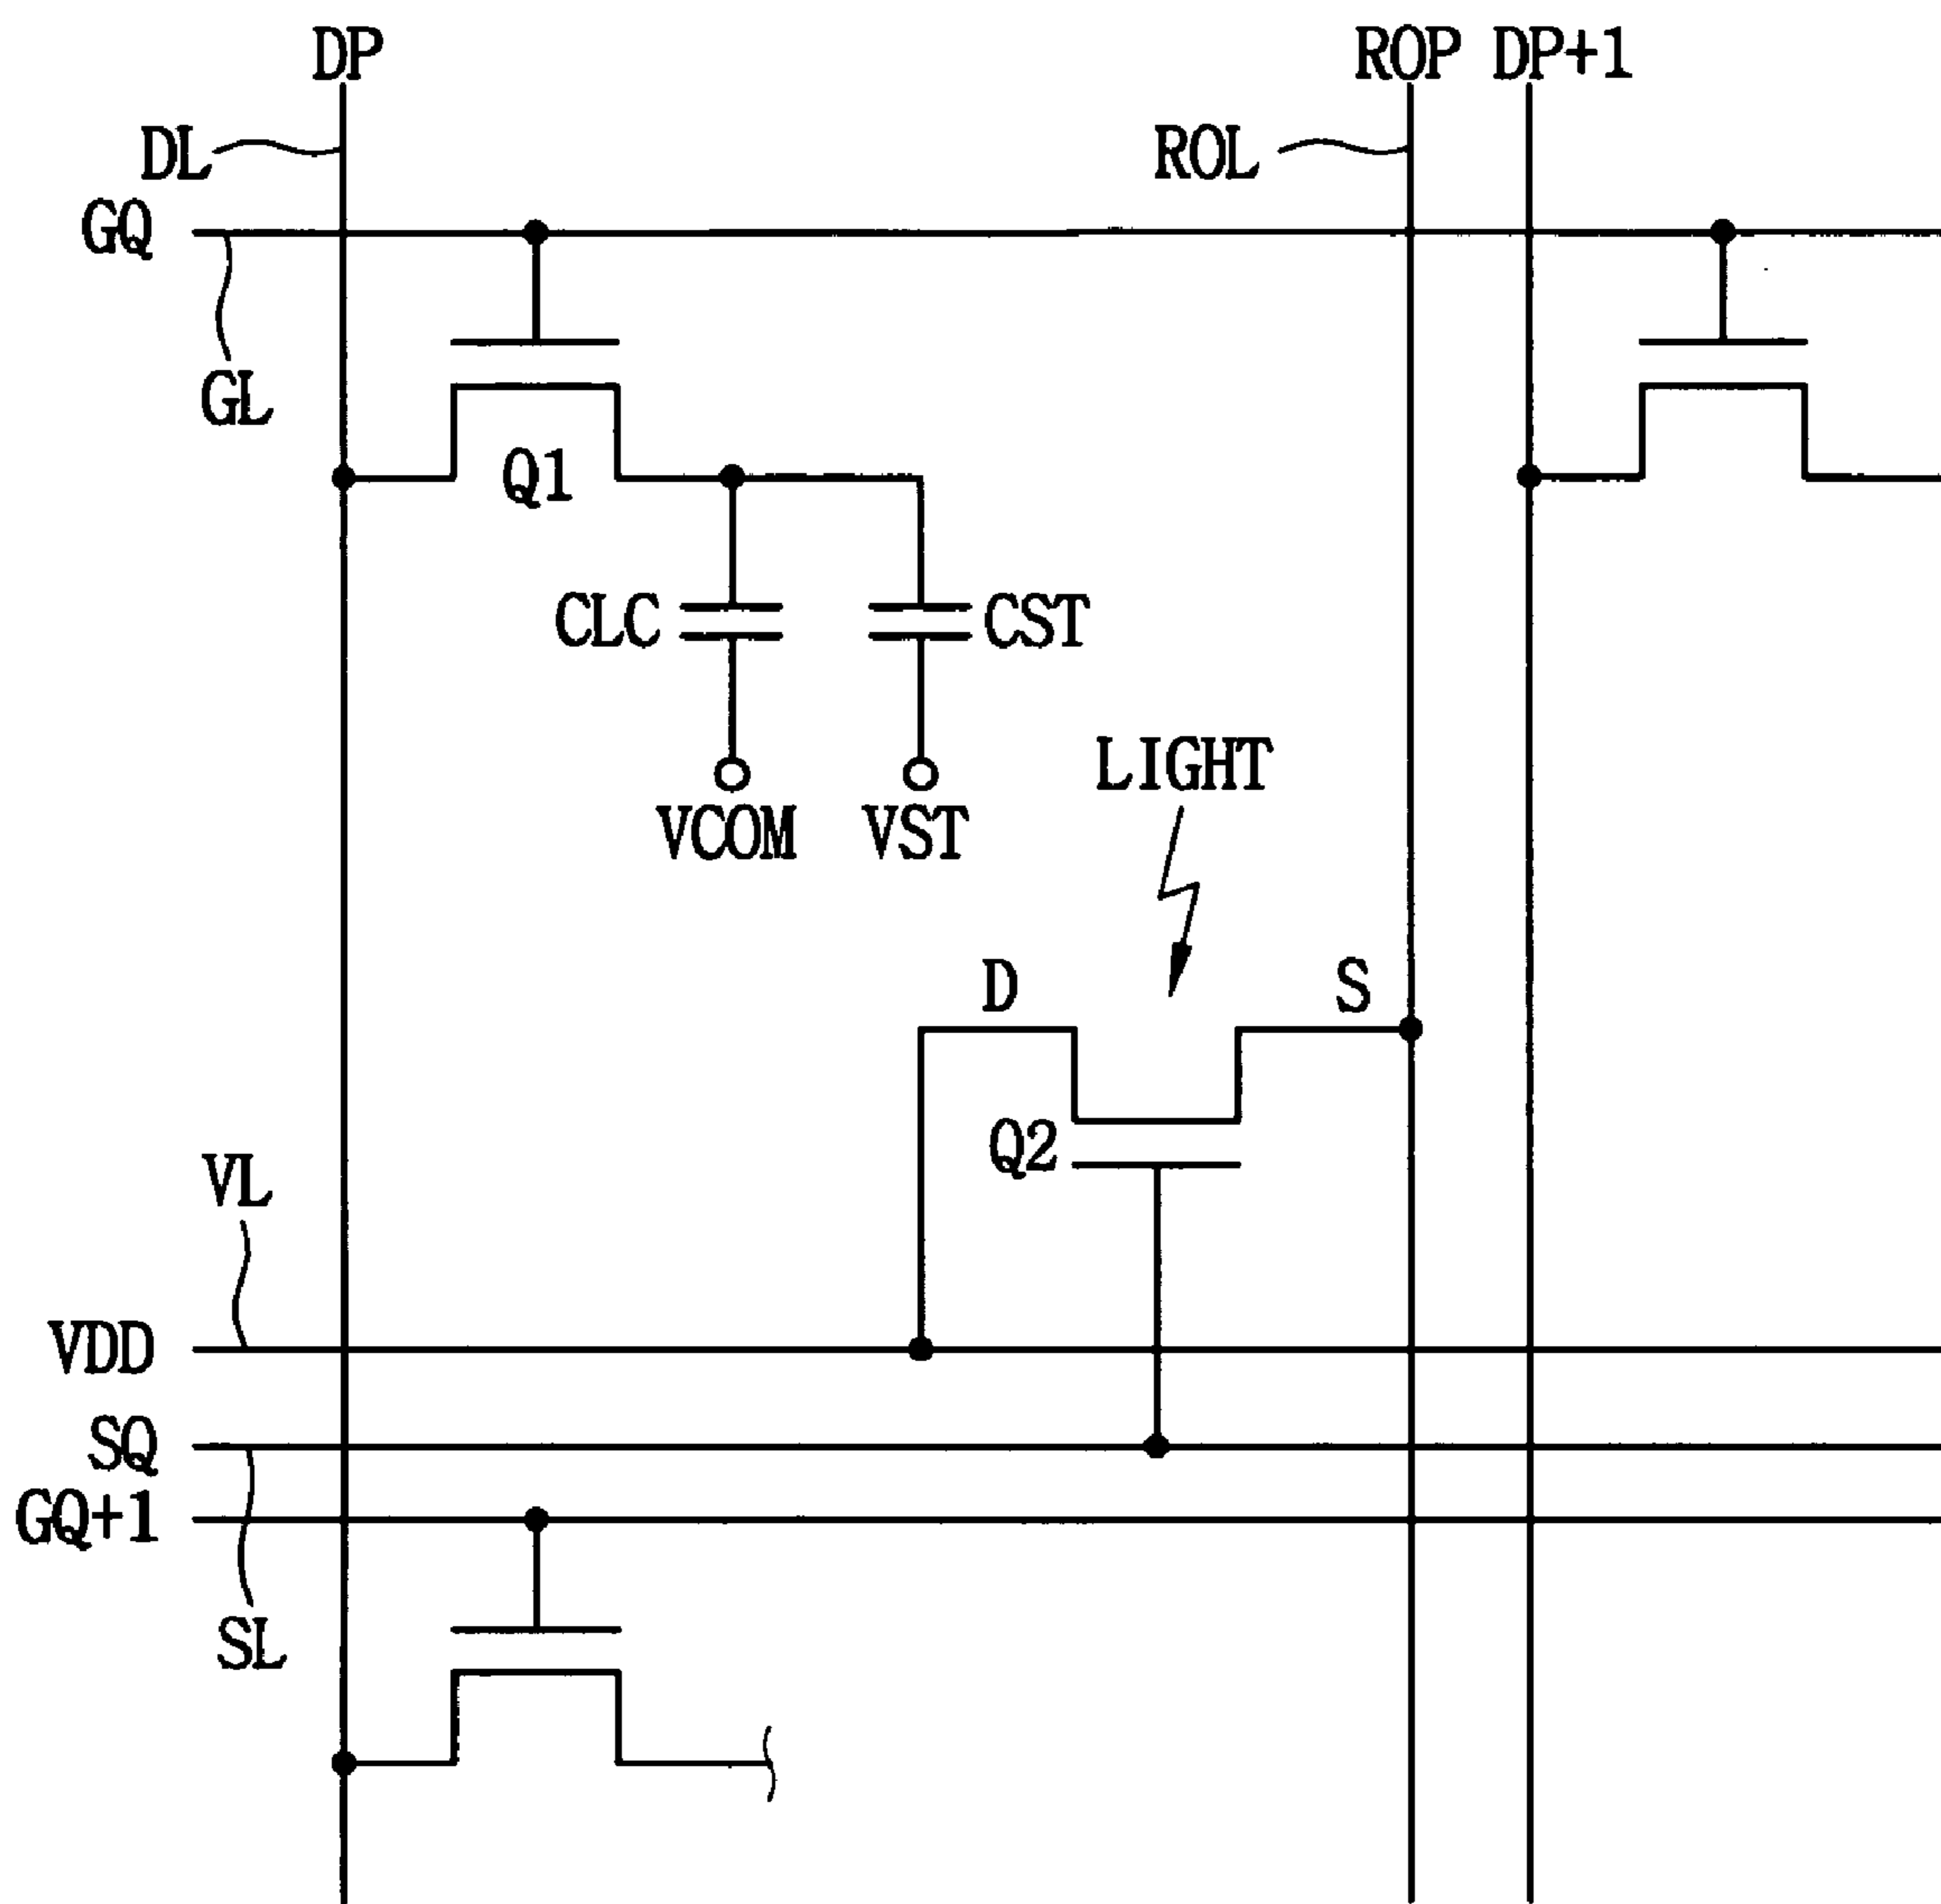 DP
ROP
DP+1
DL
ROL
GQ
GL
Q1
CLC
CST
LIGHT
VCOM
VST
D
S
Q2
VL
VDD
SQ
GQ+1
SL